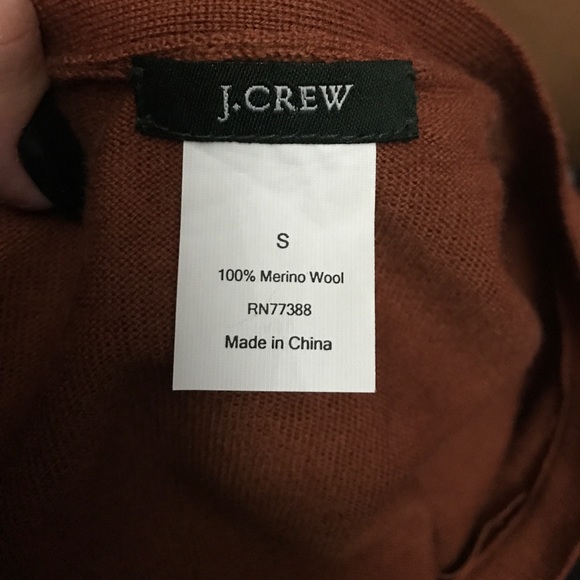 J.CREW
S
100% Merino Wool
RN77388
Made in China